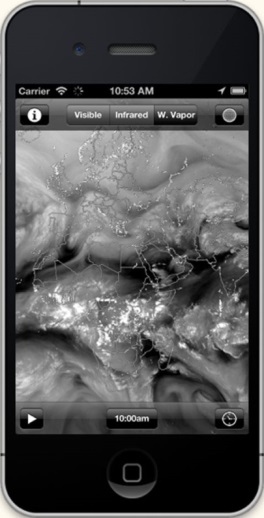 Carrier 10:53 AM
i Visible Infrared W. Vapor
10:00am